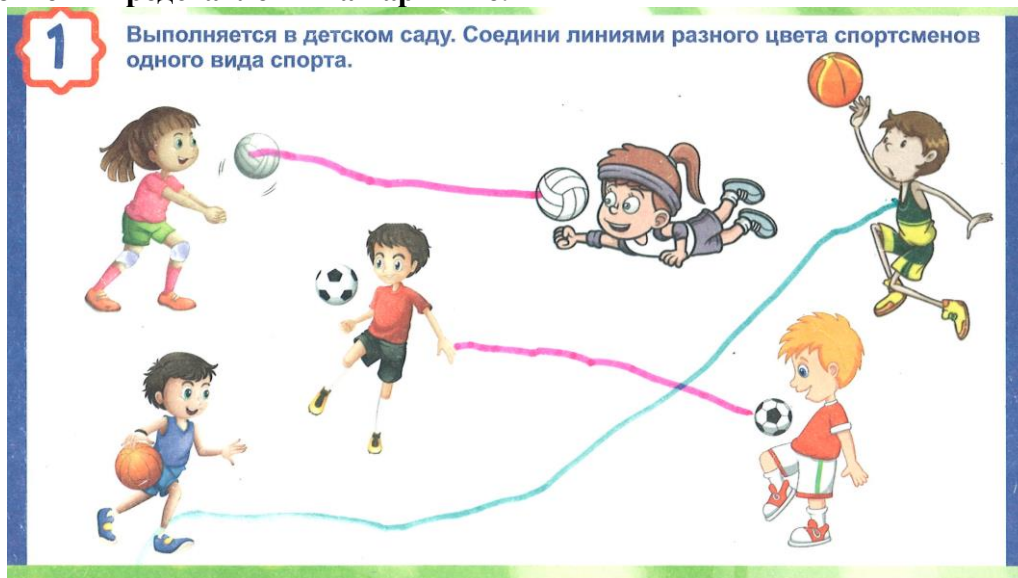 1
Выполняется в детском саду. Соедини линиями разного цвета спортсменов
одного вида спорта.